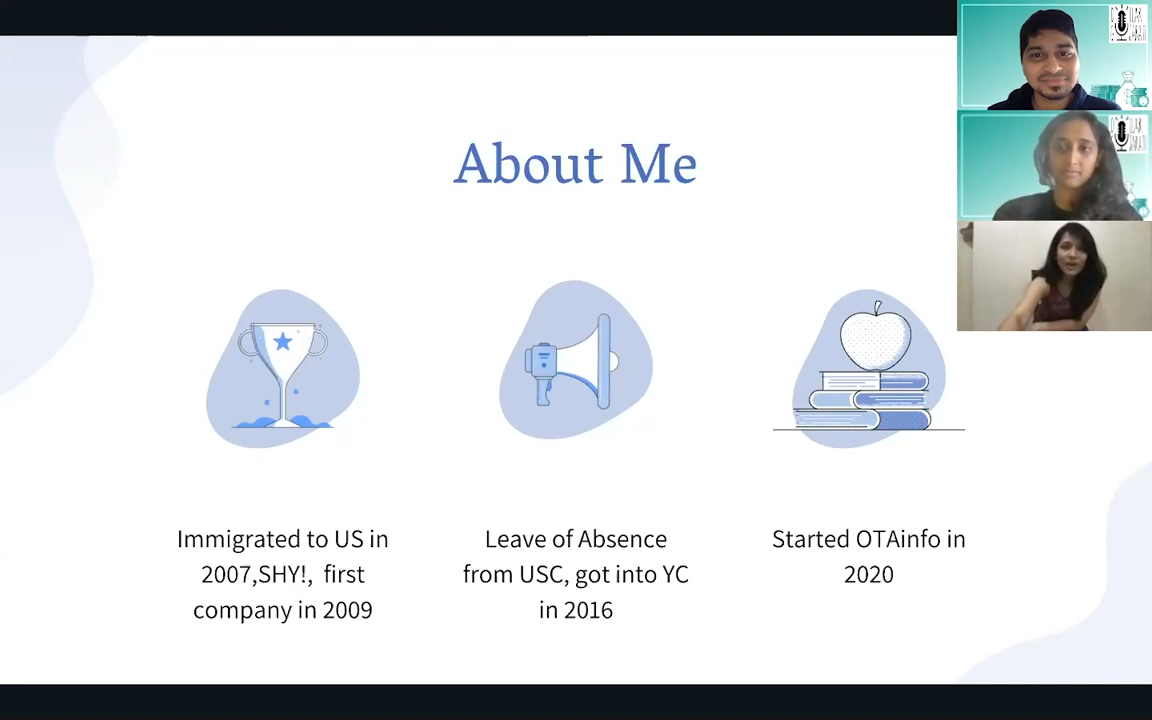 About Me
Immigrated to US in
2007,SHY!, first
company in 2009
Leave of Absence
from USC, got into YC
in 2016
Started OTAinfo in
2020